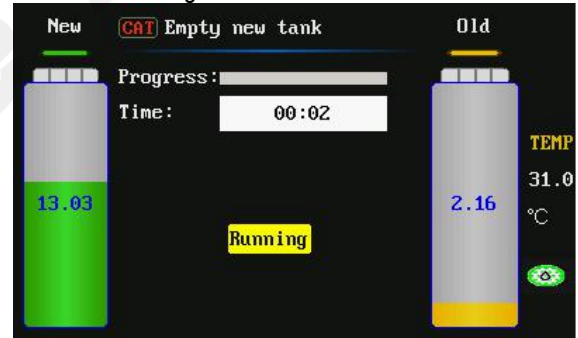 New
CAT Empty new tank
Old
Progress:
Time: 00:02
TEMP
31.0
℃
13.03
2.16
Running